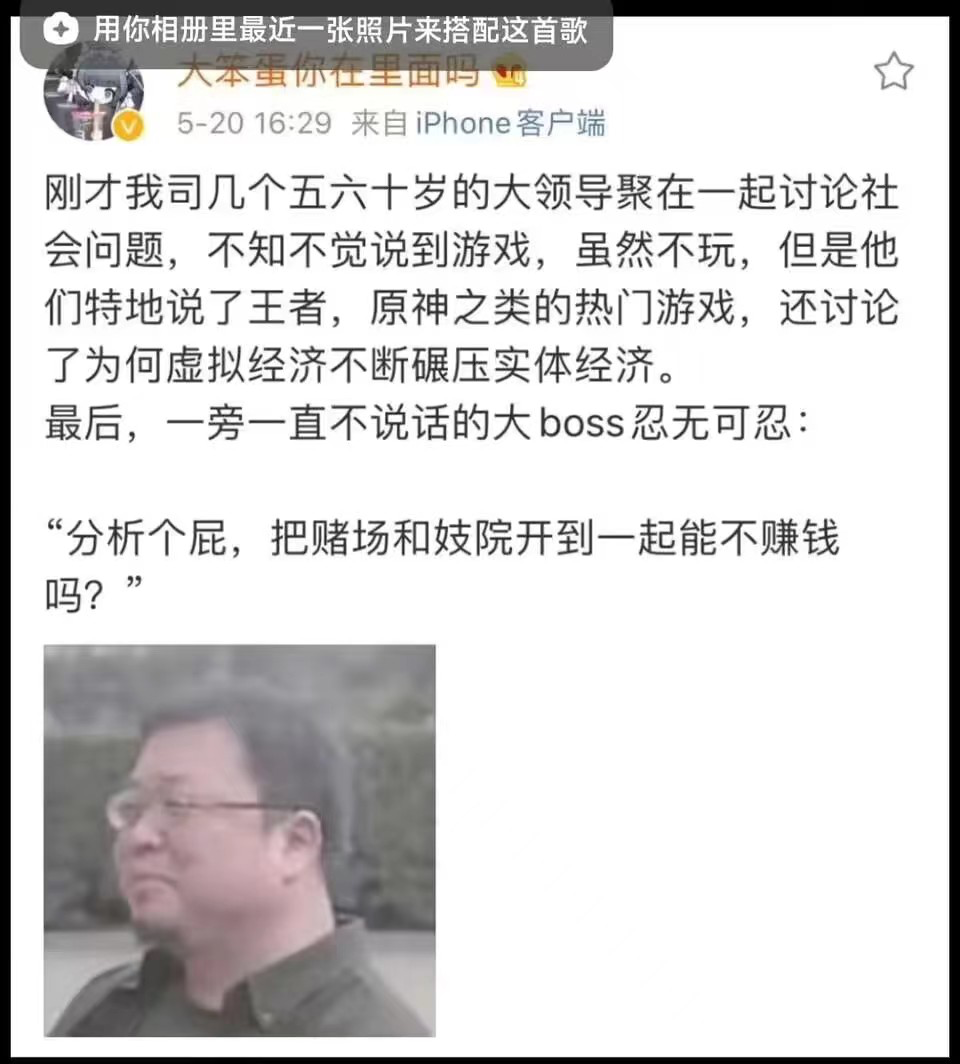 用你相册里最近一张照片来搭配这首歌
大笨蛋你在里面吗
5-20 16:29 来自 iPhone客户端
刚才我司几个五六十岁的大领导聚在一起讨论社
会问题，不知不觉说到游戏，虽然不玩，但是他
们特地说了王者，原神之类的热门游戏，还讨论
了为何虚拟经济不断碾压实体经济。
最后，一旁一直不说话的大boss忍无可忍：
“分析个屁，把赌场和妓院开到一起能不赚钱
吗？”